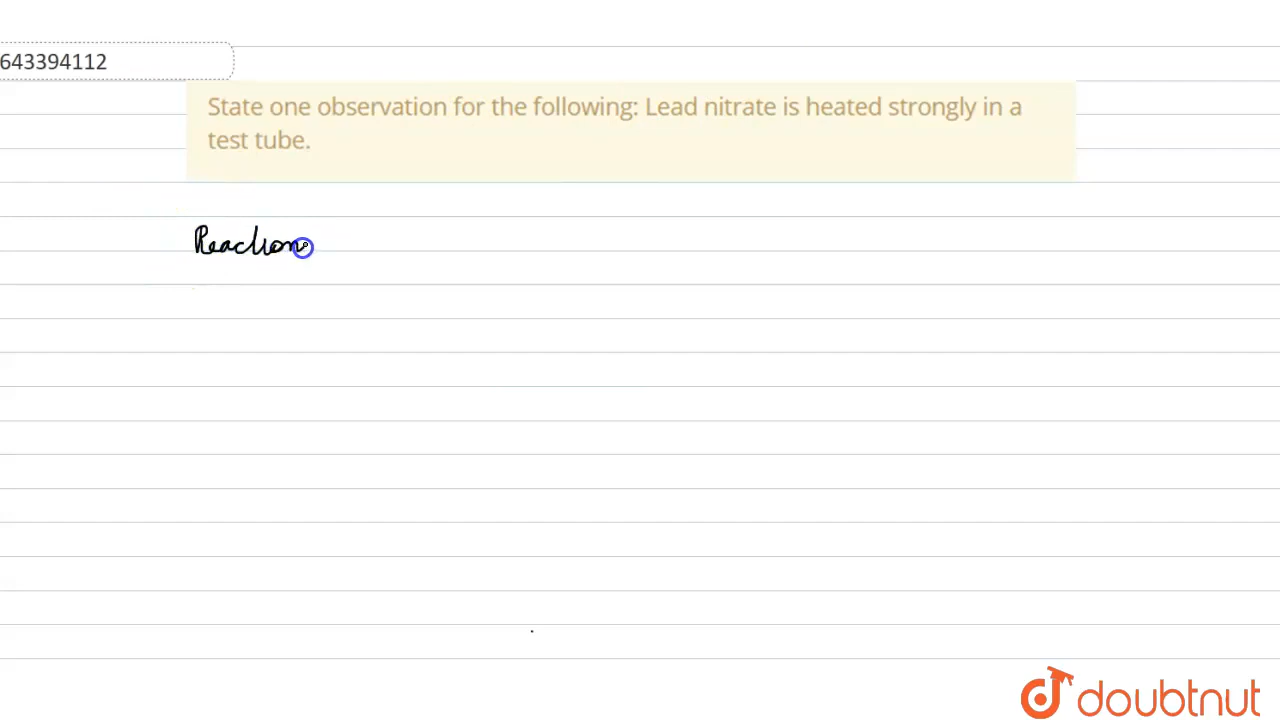 643394112
State one observation for the following: Lead nitrate is heated strongly in a
test tube.
Reaction
doubtnut